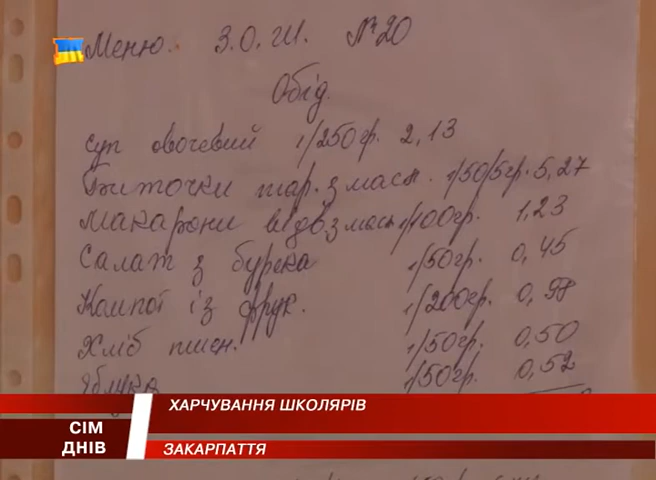 Меню. З.О.Ш. №20
Обід.
Суп овочевий 1/250гр. 2,13
Биточки пар. з масл. 1/50/5гр. 5,27
Макарони відв з масл 1/100гр. 1,23
Салат з буряка 1/50гр. 0,45
Компот із фрук. 1/200гр. 0,98
Хліб пшен. 1/50гр. 0,50
Яблука 1/50гр. 0,52
ХАРЧУВАННЯ ШКОЛЯРІВ
СІМ
ДНІВ
ЗАКАРПАТТЯ